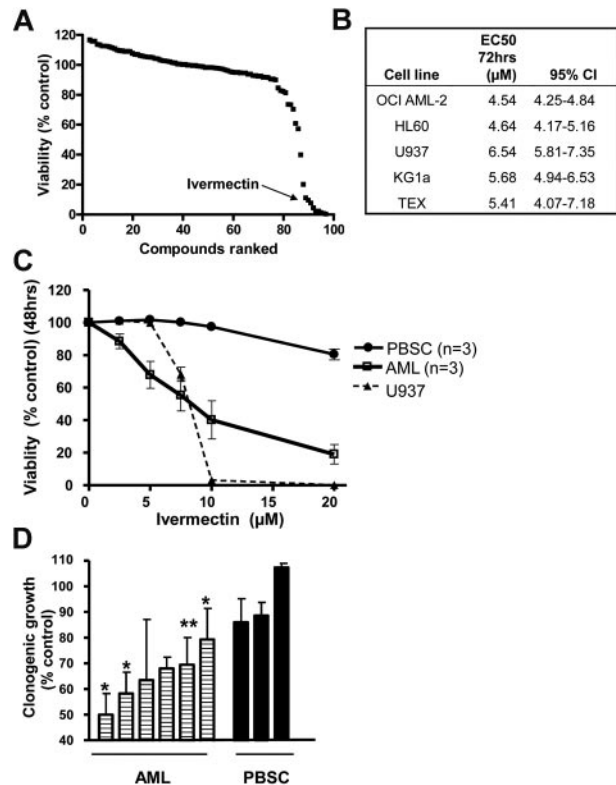 A
Viability (% control)
120
100
80
60
40
20
0
Ivermectin
0 20 40 60 80 100
Compounds ranked
B
Cell line EC50 72hrs (µM) 95% CI
OCI AML-2 4.54 4.25-4.84
HL60 4.64 4.17-5.16
U937 6.54 5.81-7.35
KG1a 5.68 4.94-6.53
TEX 5.41 4.07-7.18
C
Viablity (% control) (48hrs)
120
100
80
60
40
20
0
0 5 10 15 20
Ivermectin (µM)
PBSC (n=3)
AML (n=3)
U937
D
Clonogenic growth
(% control)
110
100
90
80
70
60
50
40
* * ** *
AML PBSC